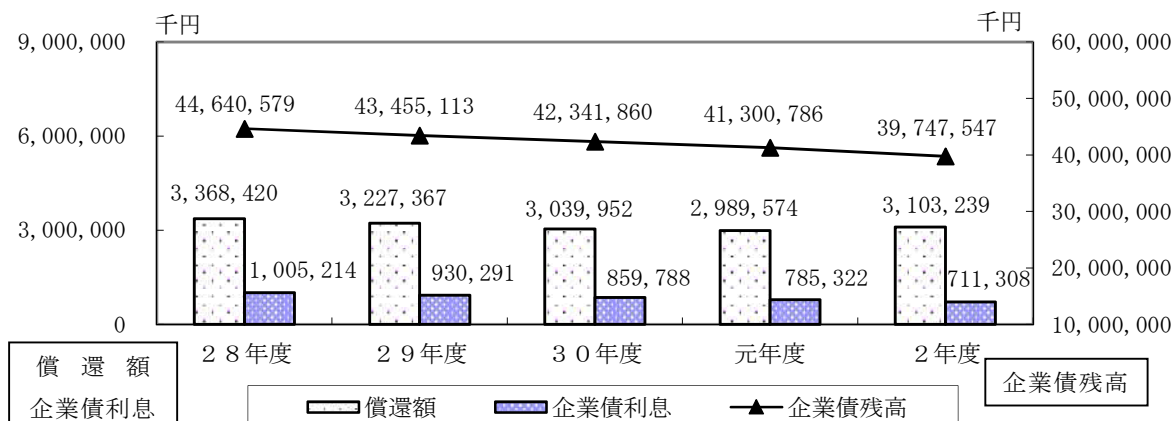 千円 千円
9,000,000 60,000,000
50,000,000
44,640,579 43,455,113 42,341,860 41,300,786 39,747,547
6,000,000 40,000,000
3,368,420 3,227,367 3,039,952 2,989,574 3,103,239
3,000,000 30,000,000
1,005,214 930,291 859,788 785,322 711,308 20,000,000
0 10,000,000
２８年度 ２９年度 ３０年度 元年度 ２年度
償 還 額
企業債利息
企業債残高
償還額 企業債利息 企業債残高